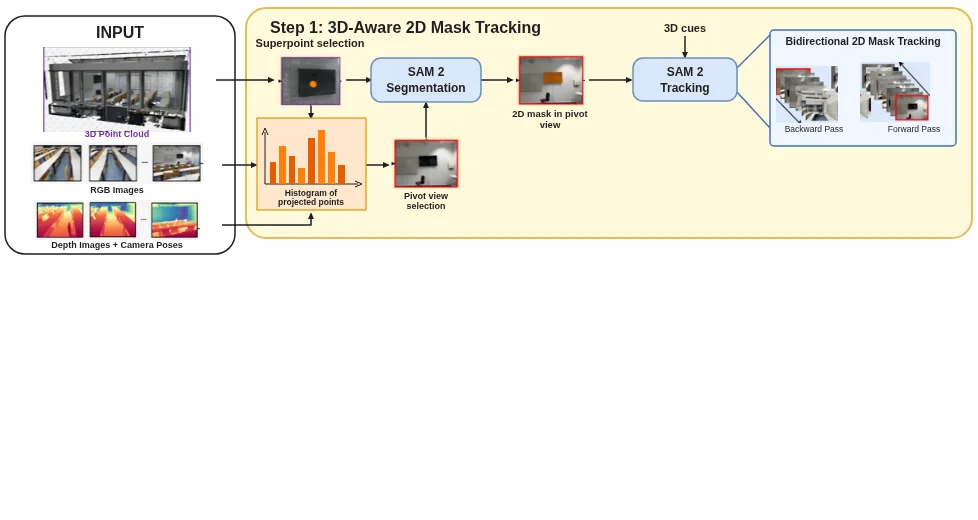 INPUT
3D Point Cloud
RGB Images
Depth Images + Camera Poses
Step 1: 3D-Aware 2D Mask Tracking
Superpoint selection
SAM 2
Segmentation
Histogram of
projected points
Pivot view
selection
2D mask in pivot
view
3D cues
SAM 2
Tracking
Bidirectional 2D Mask Tracking
Backward Pass
Forward Pass